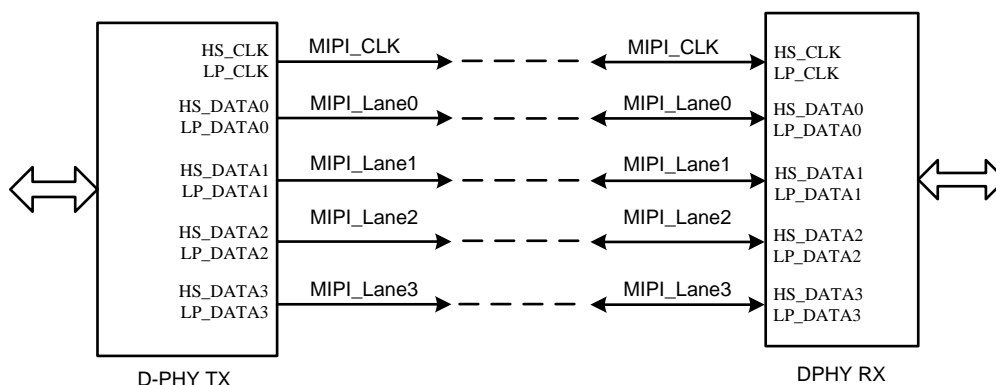 HS_CLK
LP_CLK
MIPI_CLK
MIPI_CLK
HS_CLK
LP_CLK
HS_DATA0
LP_DATA0
MIPI_Lane0
MIPI_Lane0
HS_DATA0
LP_DATA0
HS_DATA1
LP_DATA1
MIPI_Lane1
MIPI_Lane1
HS_DATA1
LP_DATA1
HS_DATA2
LP_DATA2
MIPI_Lane2
MIPI_Lane2
HS_DATA2
LP_DATA2
HS_DATA3
LP_DATA3
MIPI_Lane3
MIPI_Lane3
HS_DATA3
LP_DATA3
D-PHY TX
DPHY RX